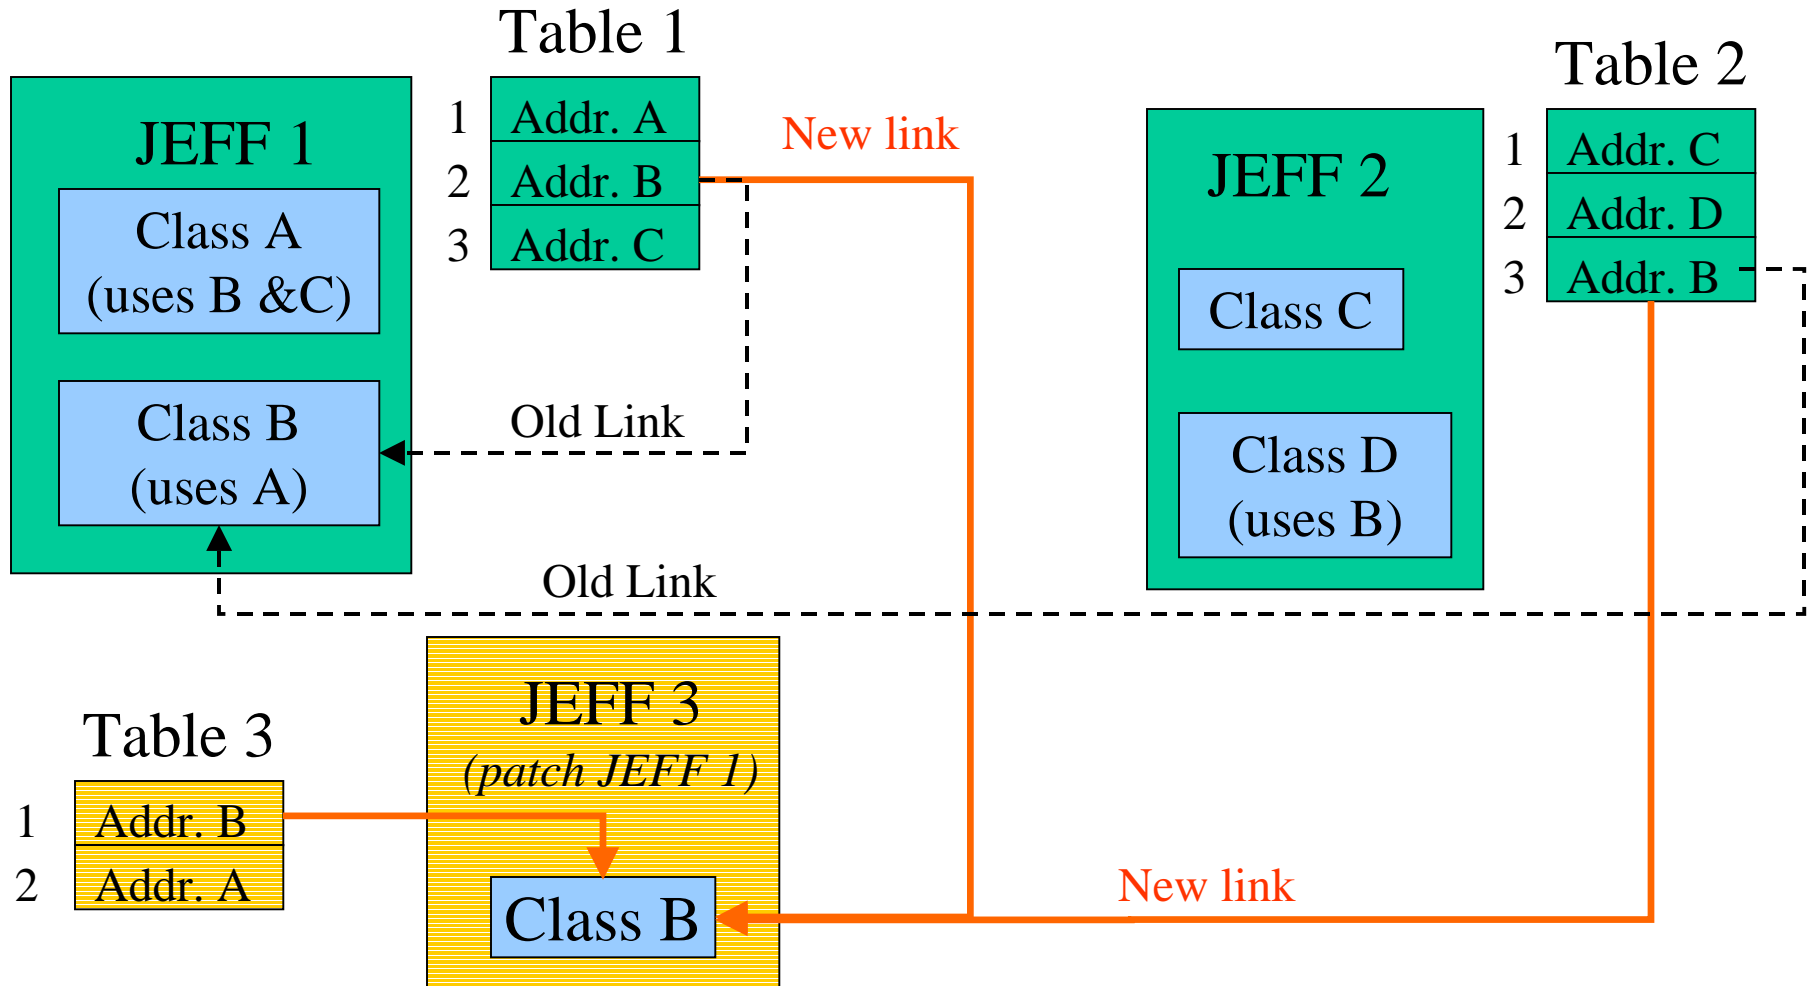 Table 1
Table 2
JEFF 1
1 Addr. A
2 Addr. B
3 Addr. C
New link
Class A
(uses B &C)
Class B
(uses A)
Old Link
JEFF 2
1 Addr. C
2 Addr. D
3 Addr. B
Class C
Class D
(uses B)
Old Link
Table 3
1 Addr. B
2 Addr. A
JEFF 3
(patch JEFF 1)
Class B
New link